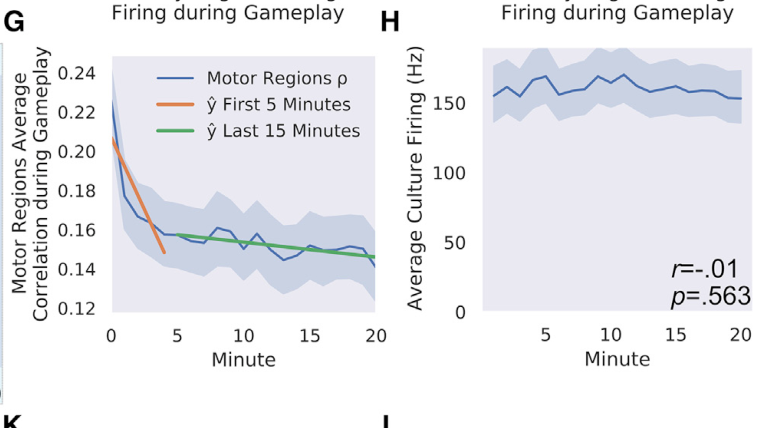 G
Firing during Gameplay
Motor Regions Average
Correlation during Gameplay
0.24
0.22
0.20
0.18
0.16
0.14
0.12
Motor Regions ρ
ŷ First 5 Minutes
ŷ Last 15 Minutes
0 5 10 15 20
Minute
H
Firing during Gameplay
Average Culture Firing (Hz)
150
100
50
0
r=-.01
p=.563
5 10 15 20
Minute
K